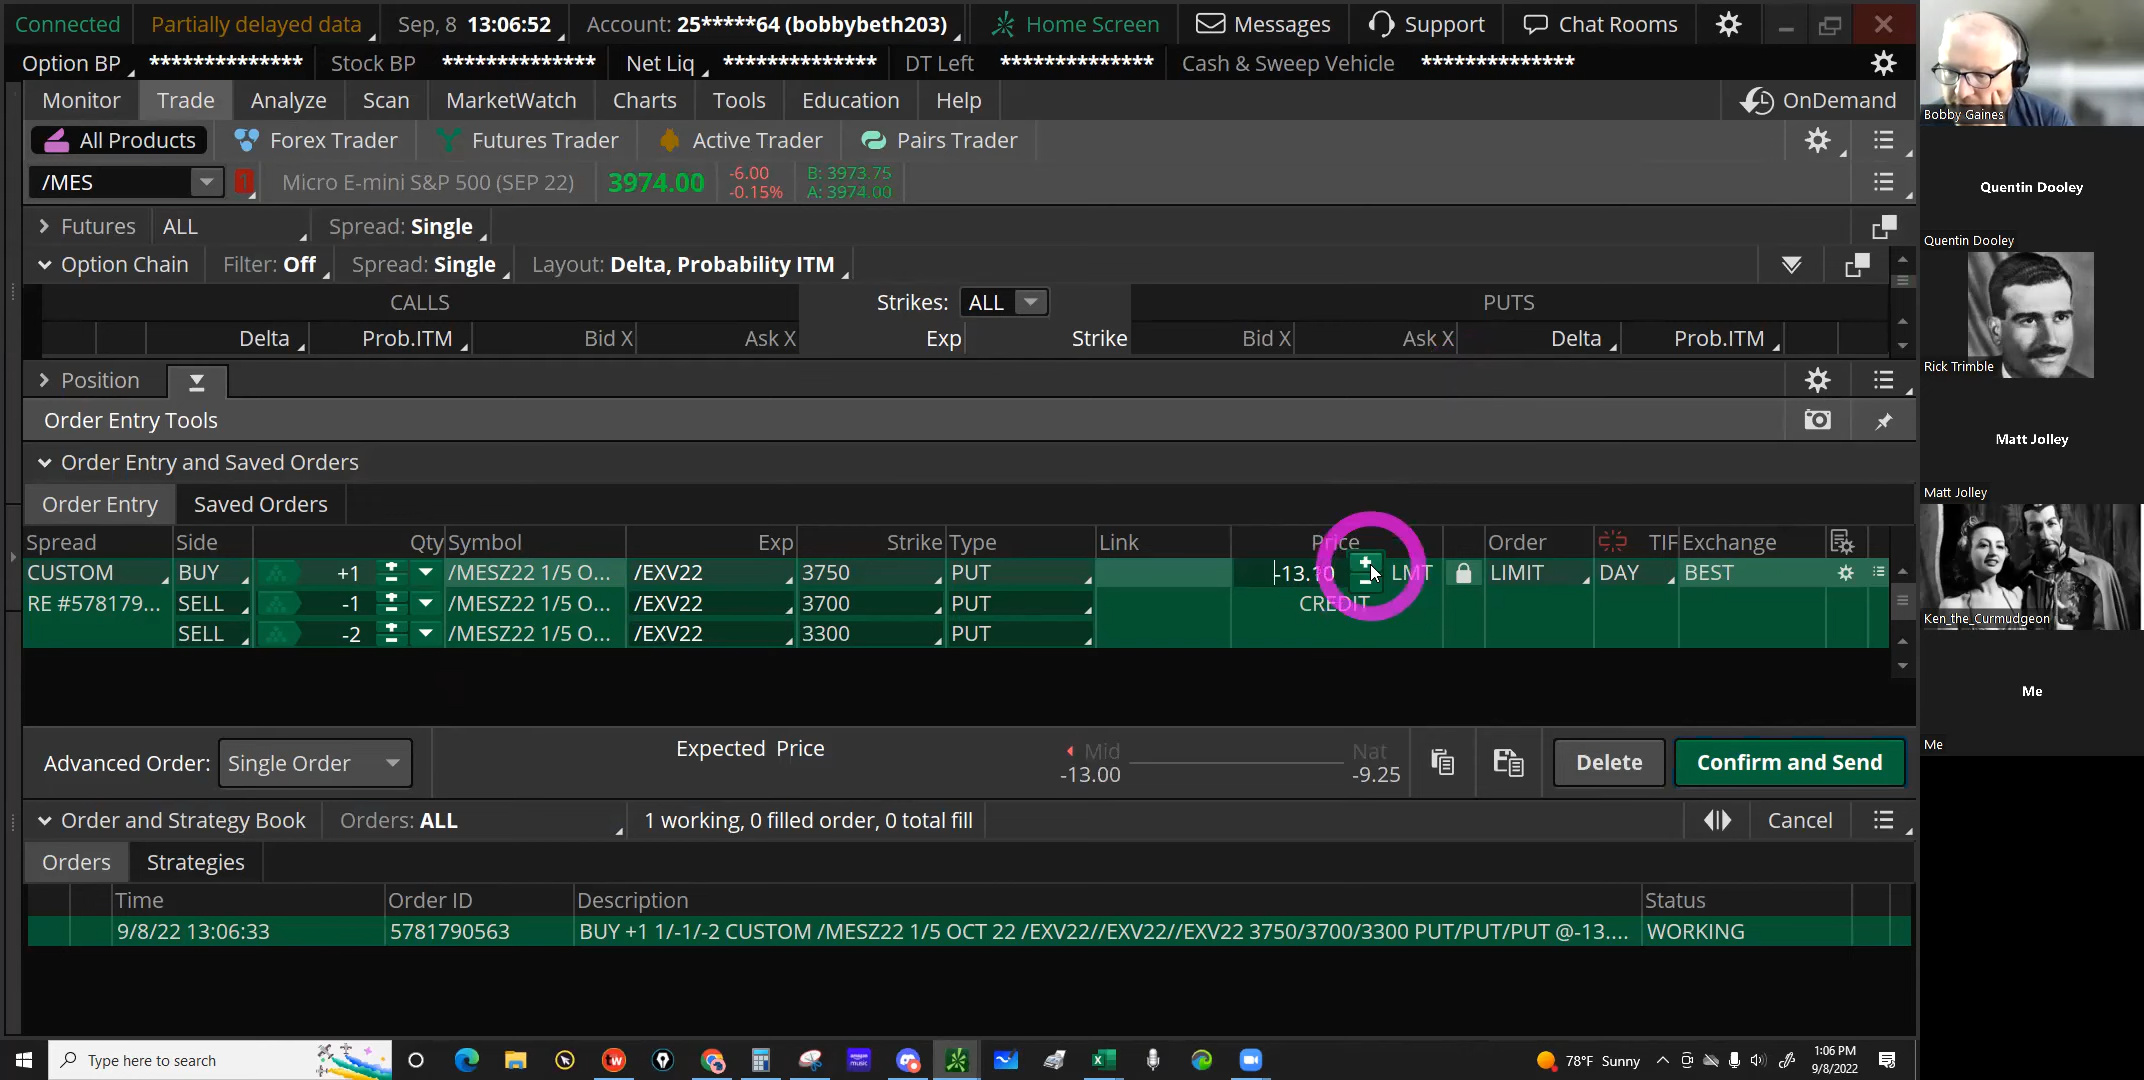 Connected Partially delayed data Sep, 8 13:06:52 Account: 25*****64 (bobbybeth203) Home Screen Messages Support Chat Rooms
Option BP ************** Stock BP ************** Net Liq ************** DT Left ************** Cash & Sweep Vehicle **************
Monitor Trade Analyze Scan MarketWatch Charts Tools Education Help OnDemand
All Products Forex Trader Futures Trader Active Trader Pairs Trader
/MES 1 Micro E-mini S&P 500 (SEP 22) 3974.00 -6.00 B: 3973.75
-0.15% A: 3974.00
Futures ALL Spread: Single
Option Chain Filter: Off Spread: Single Layout: Delta, Probability ITM
CALLS Strikes: ALL PUTS
Delta Prob.ITM Bid X Ask X Exp Strike Bid X Ask X Delta Prob.ITM
Position
Order Entry Tools
Order Entry and Saved Orders
Order Entry Saved Orders
Spread Side Qty Symbol Exp Strike Type Link Price Order TIF Exchange
CUSTOM BUY +1 /MESZ22 1/5 O... /EXV22 3750 PUT -13.10 LMT LIMIT DAY BEST
RE #578179... SELL -1 /MESZ22 1/5 O... /EXV22 3700 PUT CREDIT
SELL -2 /MESZ22 1/5 O... /EXV22 3300 PUT
Advanced Order: Single Order Expected Price Mid Nat Delete Confirm and Send
-13.00 -9.25
Order and Strategy Book Orders: ALL 1 working, 0 filled order, 0 total fill Cancel
Orders Strategies
Time Order ID Description Status
9/8/22 13:06:33 5781790563 BUY +1 1/-1/-2 CUSTOM /MESZ22 1/5 OCT 22 /EXV22//EXV22//EXV22 3750/3700/3300 PUT/PUT/PUT @-13.... WORKING
Type here to search 78°F Sunny 1:06 PM
9/8/2022
Bobby Gaines
Quentin Dooley
Quentin Dooley
Rick Trimble
Matt Jolley
Matt Jolley
Ken_the_Curmudgeon
Me
Me